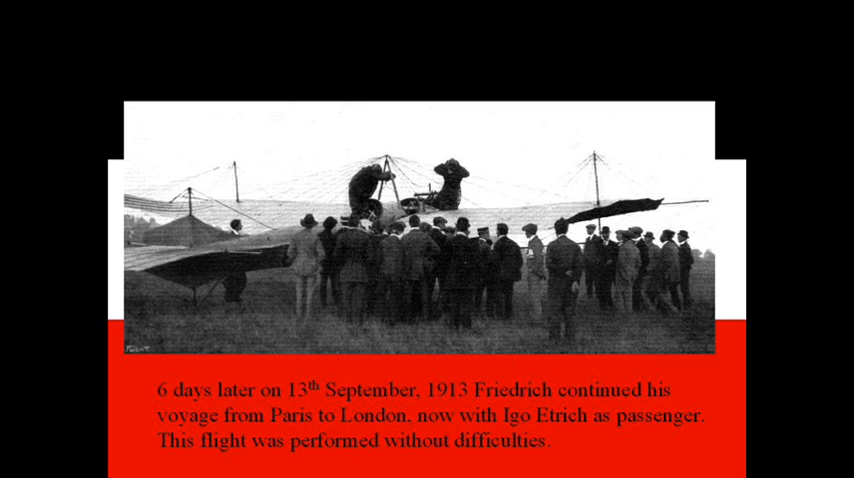 6 days later on 13th September, 1913 Friedrich continued his
voyage from Paris to London, now with Igo Etrich as passenger.
This flight was performed without difficulties.